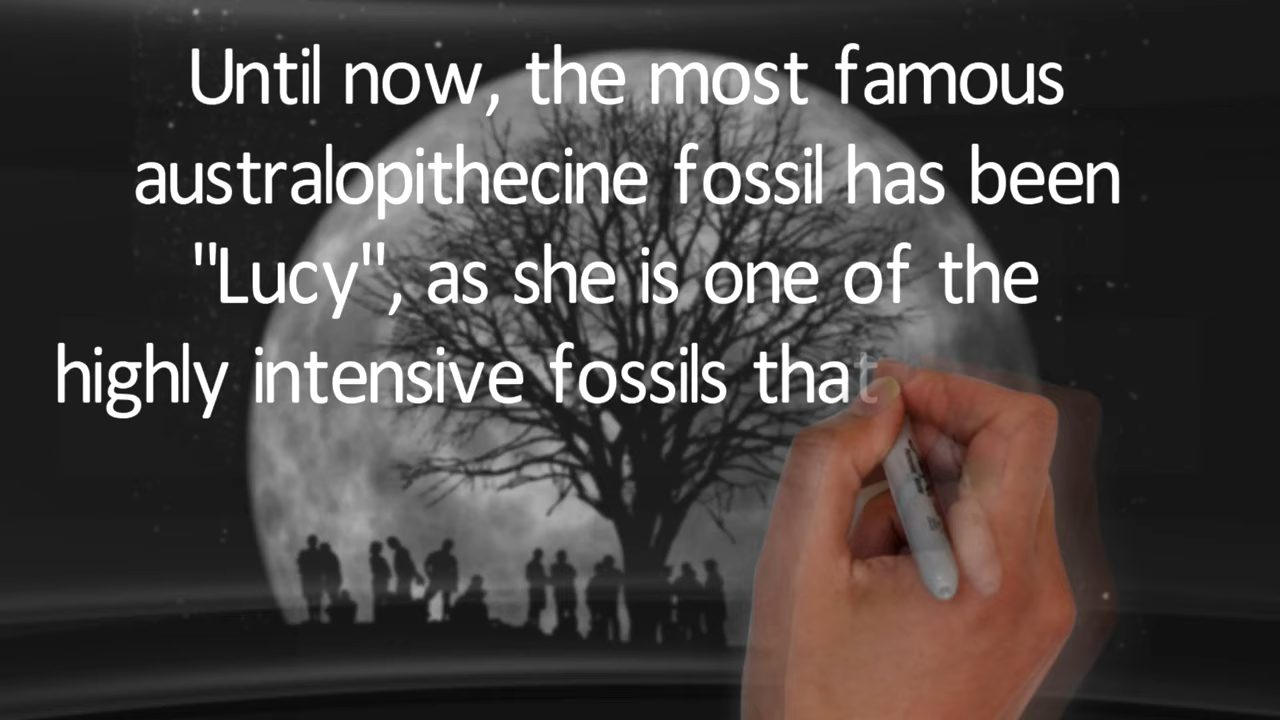 Until now, the most famous
australopithecine fossil has been
"Lucy", as she is one of the
highly intensive fossils that